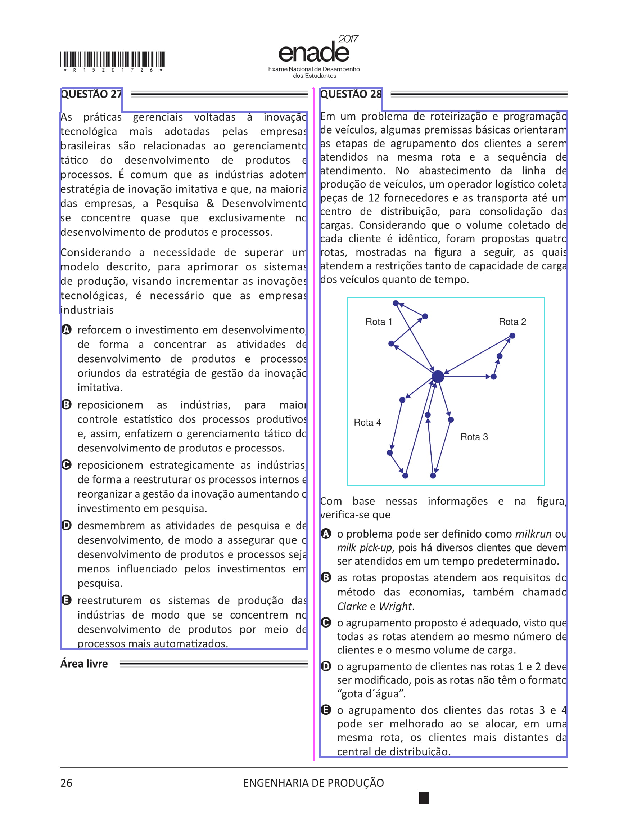 *R1520172 6*
enade 2017
Exame Nacional de Desempenho
dos Estudantes
QUESTÃO 27
As práticas gerenciais voltadas à inovação
tecnológica mais adotadas pelas empresas
brasileiras são relacionadas ao gerenciamento
tático do desenvolvimento de produtos e
processos. É comum que as indústrias adotem
estratégia de inovação imitativa e que, na maioria
das empresas, a Pesquisa & Desenvolvimento
se concentre quase que exclusivamente no
desenvolvimento de produtos e processos.
Considerando a necessidade de superar um
modelo descrito, para aprimorar os sistemas
de produção, visando incrementar as inovações
tecnológicas, é necessário que as empresas
industriais
A reforcem o investimento em desenvolvimento
de forma a concentrar as atividades de
desenvolvimento de produtos e processos
oriundos da estratégia de gestão da inovação
imitativa.
B reposicionem as indústrias, para maior
controle estatístico dos processos produtivos
e, assim, enfatizem o gerenciamento tático do
desenvolvimento de produtos e processos.
C reposicionem estrategicamente as indústrias,
de forma a reestruturar os processos internos e
reorganizar a gestão da inovação aumentando o
investimento em pesquisa.
D desmembrem as atividades de pesquisa e de
desenvolvimento, de modo a assegurar que o
desenvolvimento de produtos e processos seja
menos influenciado pelos investimentos em
pesquisa.
E reestruturem os sistemas de produção das
indústrias de modo que se concentrem no
desenvolvimento de produtos por meio de
processos mais automatizados.
Área livre
QUESTÃO 28
Em um problema de roteirização e programação
de veículos, algumas premissas básicas orientaram
as etapas de agrupamento dos clientes a serem
atendidos na mesma rota e a sequência de
atendimento. No abastecimento da linha de
produção de veículos, um operador logístico coleta
peças de 12 fornecedores e as transporta até um
centro de distribuição, para consolidação das
cargas. Considerando que o volume coletado de
cada cliente é idêntico, foram propostas quatro
rotas, mostradas na figura a seguir, as quais
atendem a restrições tanto de capacidade de carga
dos veículos quanto de tempo.
Rota 1
Rota 2
Rota 4
Rota 3
Com base nessas informações e na figura,
verifica-se que
A o problema pode ser definido como milkrun ou
milk pick-up, pois há diversos clientes que devem
ser atendidos em um tempo predeterminado.
B as rotas propostas atendem aos requisitos do
método das economias, também chamado
Clarke e Wright.
C o agrupamento proposto é adequado, visto que
todas as rotas atendem ao mesmo número de
clientes e o mesmo volume de carga.
D o agrupamento de clientes nas rotas 1 e 2 deve
ser modificado, pois as rotas não têm o formato
"gota d´água".
E o agrupamento dos clientes das rotas 3 e 4
pode ser melhorado ao se alocar, em uma
mesma rota, os clientes mais distantes da
central de distribuição.
26
ENGENHARIA DE PRODUÇÃO